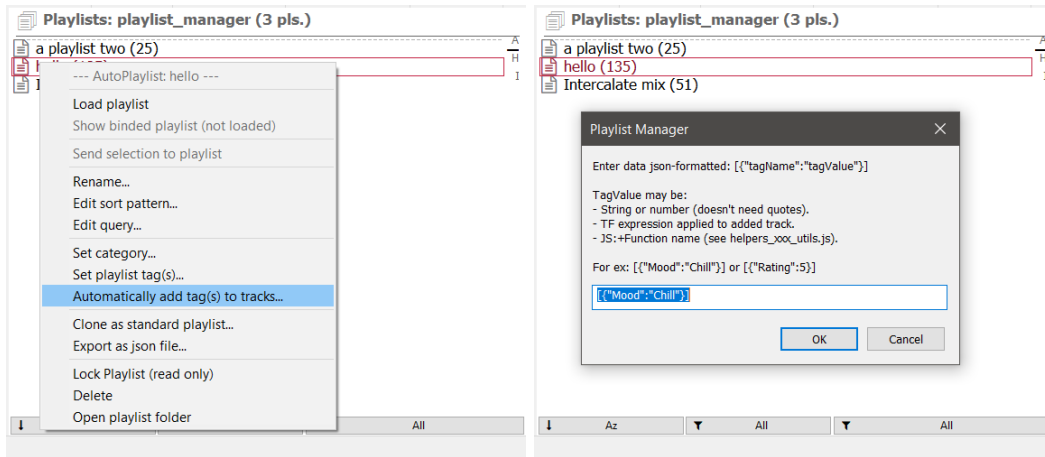 Playlists: playlist_manager (3 pls.)
a playlist two (25)
A
H
I
--- AutoPlaylist: hello ---
Load playlist
Show binded playlist (not loaded)
Send selection to playlist
Rename...
Edit sort pattern...
Edit query...
Set category...
Set playlist tag(s)...
Automatically add tag(s) to tracks...
Clone as standard playlist...
Export as json file...
Lock Playlist (read only)
Delete
Open playlist folder
All
Playlists: playlist_manager (3 pls.)
a playlist two (25)
hello (135)
Intercalate mix (51)
A
H
Playlist Manager
Enter data json-formatted: [{"tagName":"tagValue"}]
TagValue may be:
- String or number (doesn't need quotes).
- TF expression applied to added track.
- JS:+Function name (see helpers_xxx_utils.js).
For ex: [{"Mood":"Chill"}] or [{"Rating":5}]
[{"Mood":"Chill"}]
OK Cancel
Az All All